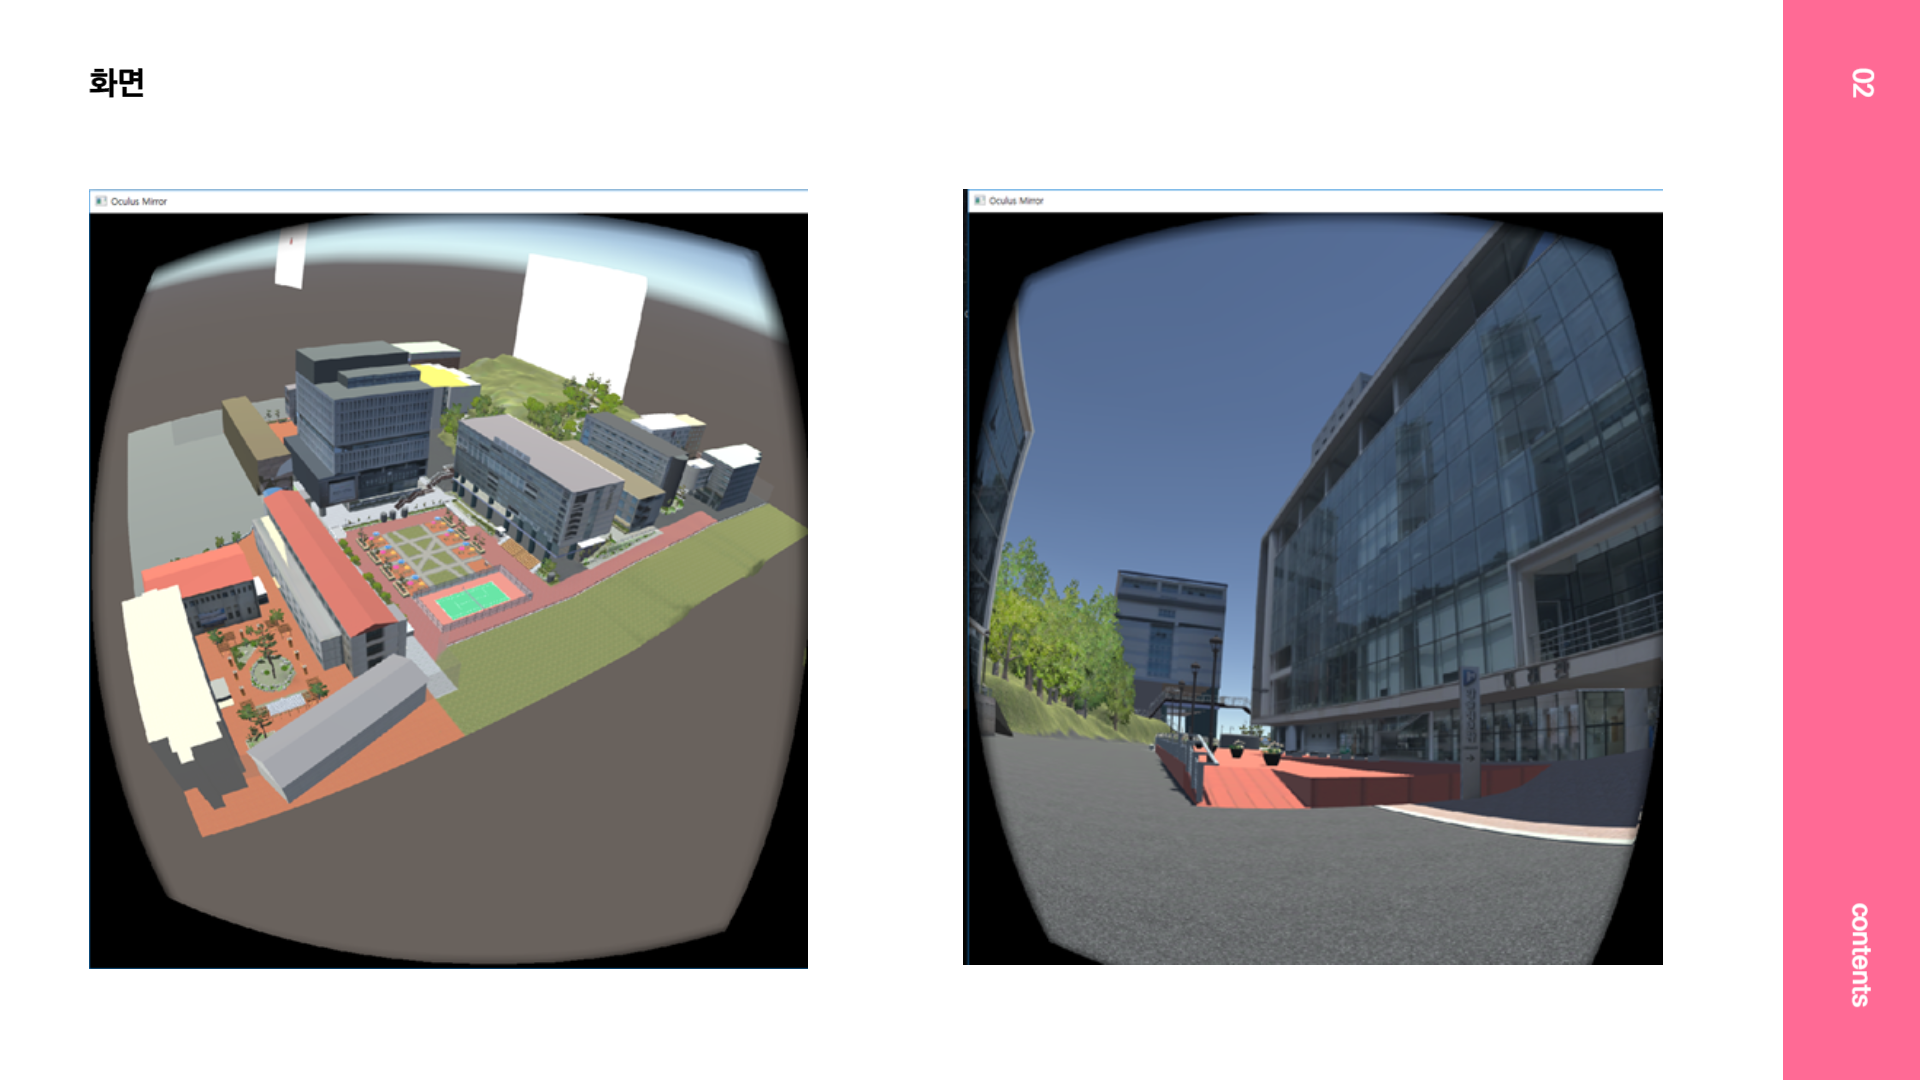 화면
Oculus Mirror
Oculus Mirror
02
contents